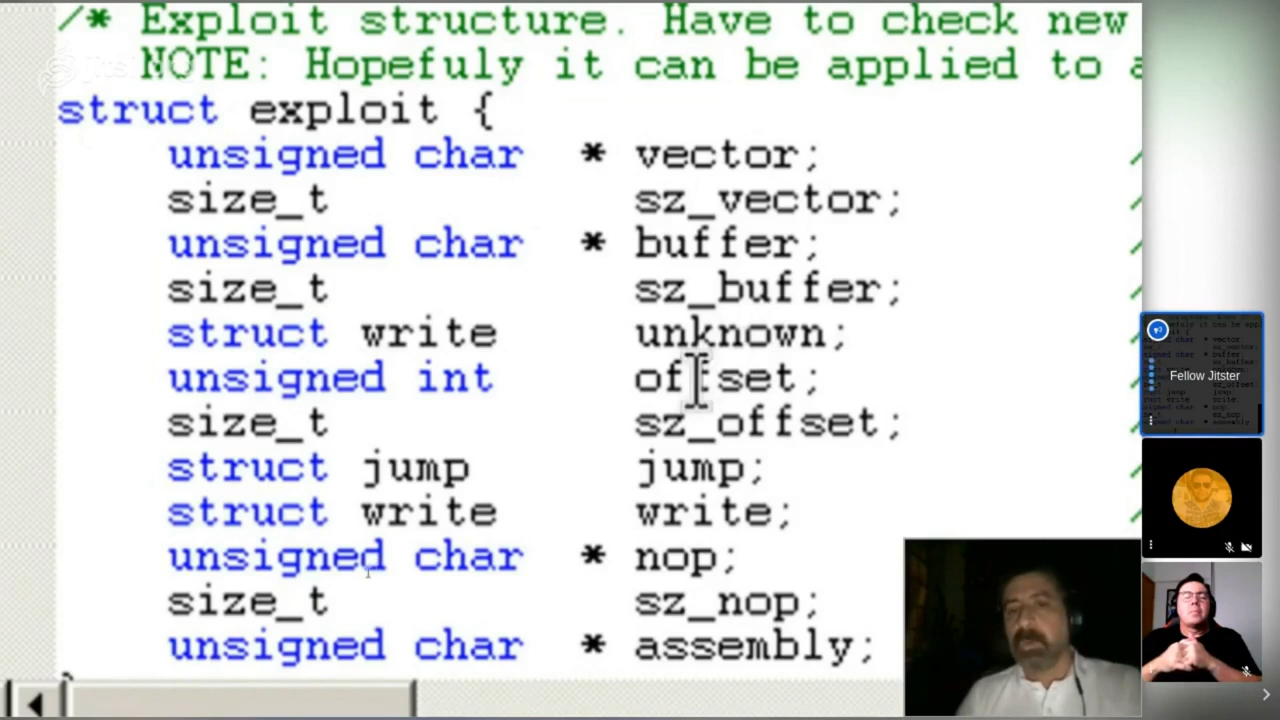 /* Exploit structure. Have to check new
NOTE: Hopefuly it can be applied to a
struct exploit {
unsigned char * vector; /
size_t sz_vector; /
unsigned char * buffer; /
size_t sz_buffer; /
struct write unknown; /
unsigned int offset; /
size_t sz_offset; /
struct jump jump; /
struct write write; /
unsigned char * nop;
size_t sz_nop;
unsigned char * assembly;
Fellow Jitster